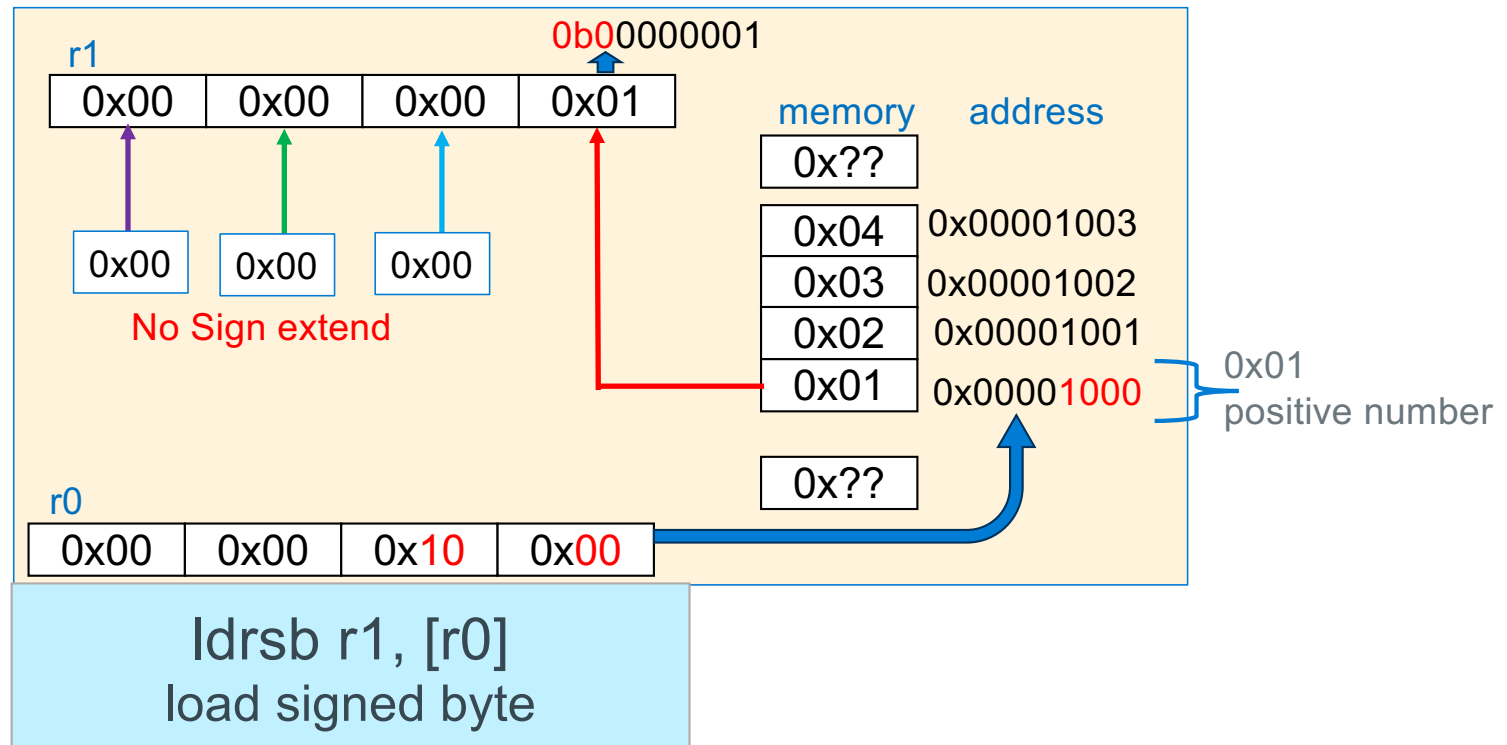 0b00000001
r1
0x00 0x00 0x00 0x01
memory address
0x??
0x04 0x00001003
0x00 0x00 0x00
0x03 0x00001002
No Sign extend
0x02 0x00001001
0x01 0x00001000
0x01
positive number
0x??
r0
0x00 0x00 0x10 0x00
ldrsb r1, [r0]
load signed byte